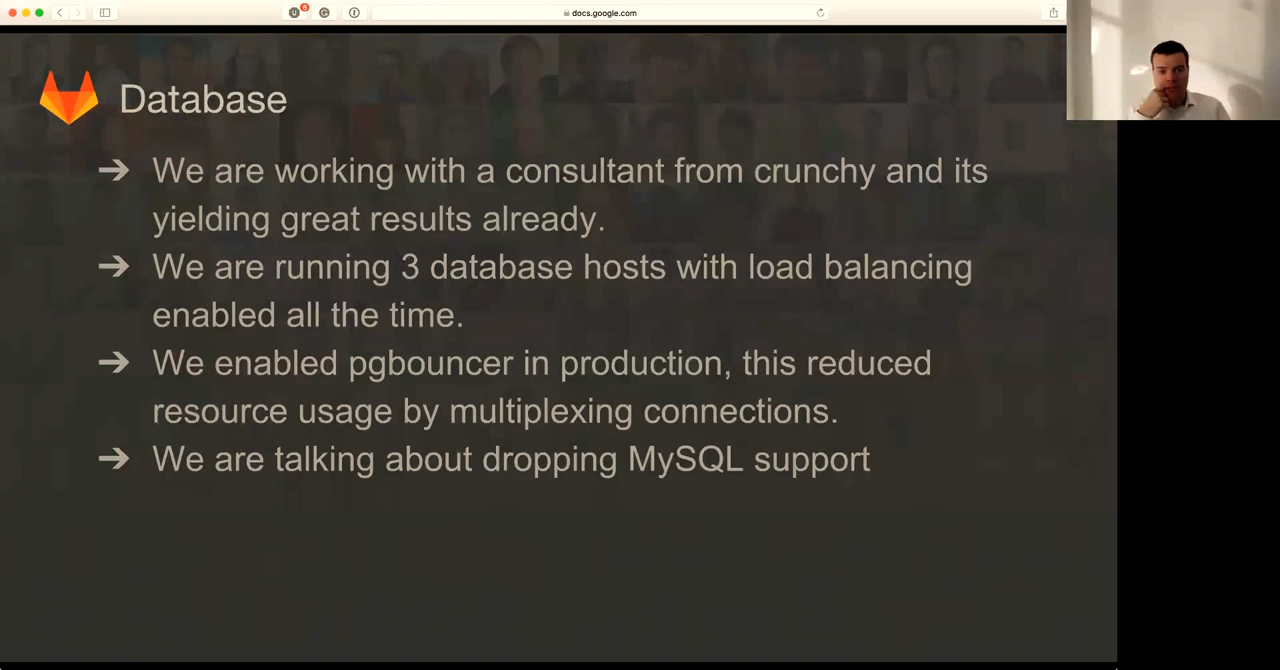 docs.google.com
Database
➔ We are working with a consultant from crunchy and its
yielding great results already.
➔ We are running 3 database hosts with load balancing
enabled all the time.
➔ We enabled pgbouncer in production, this reduced
resource usage by multiplexing connections.
➔ We are talking about dropping MySQL support